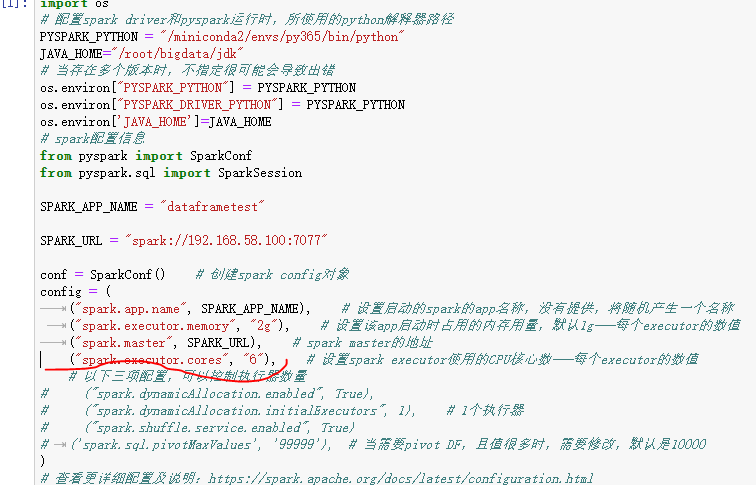 [1]: import os
# 配置spark driver和pyspark运行时，所使用的python解释器路径
PYSPARK_PYTHON = "/miniconda2/envs/py365/bin/python"
JAVA_HOME="/root/bigdata/jdk"
# 当存在多个版本时，不指定很可能会导致出错
os.environ["PYSPARK_PYTHON"] = PYSPARK_PYTHON
os.environ["PYSPARK_DRIVER_PYTHON"] = PYSPARK_PYTHON
os.environ['JAVA_HOME']=JAVA_HOME
# spark配置信息
from pyspark import SparkConf
from pyspark.sql import SparkSession
SPARK_APP_NAME = "dataframetest"
SPARK_URL = "spark://192.168.58.100:7077"
conf = SparkConf() # 创建spark config对象
config = (
("spark.app.name", SPARK_APP_NAME), # 设置启动的spark的app名称，没有提供，将随机产生一个名称
("spark.executor.memory", "2g"), # 设置该app启动时占用的内存用量，默认1g——每个executor的数值
("spark.master", SPARK_URL), # spark master的地址
("spark.executor.cores", "6"), # 设置spark executor使用的CPU核心数——每个executor的数值
# 以下三项配置，可以控制执行器数量
# ("spark.dynamicAllocation.enabled", True),
# ("spark.dynamicAllocation.initialExecutors", 1), # 1个执行器
# ("spark.shuffle.service.enabled", True)
# ('spark.sql.pivotMaxValues', '99999'), # 当需要pivot DF，且值很多时，需要修改，默认是10000
)
# 查看更详细配置及说明：https://spark.apache.org/docs/latest/configuration.html